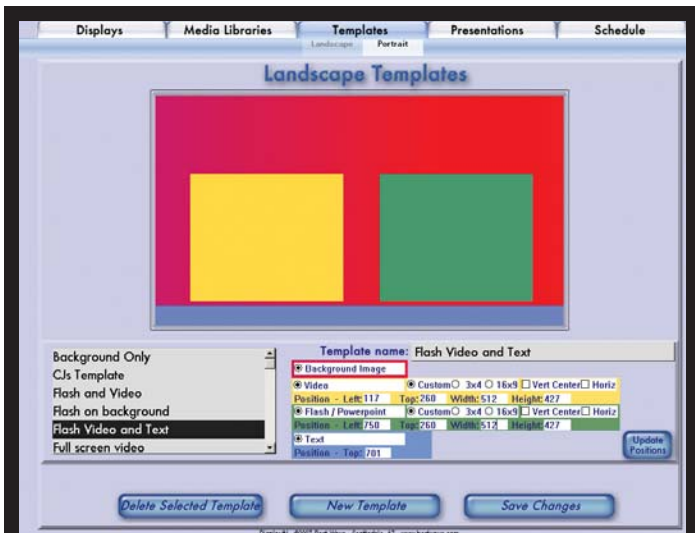 Displays Media Libraries Templates Presentations Schedule
Landscape Portrait
Landscape Templates
Background Only
CJs Template
Flash and Video
Flash on background
Flash Video and Text
Full screen video
Template name: Flash Video and Text
Background Image
Video Custom 3x4 16x9 Vert Center Horiz
Position - Left: 117 Top: 260 Width: 512 Height: 427
Flash / Powerpoint Custom 3x4 16x9 Vert Center Horiz
Position - Left: 750 Top: 260 Width: 512 Height: 427
Text
Position - Top: 701
Update
Positions
Delete Selected Template New Template Save Changes